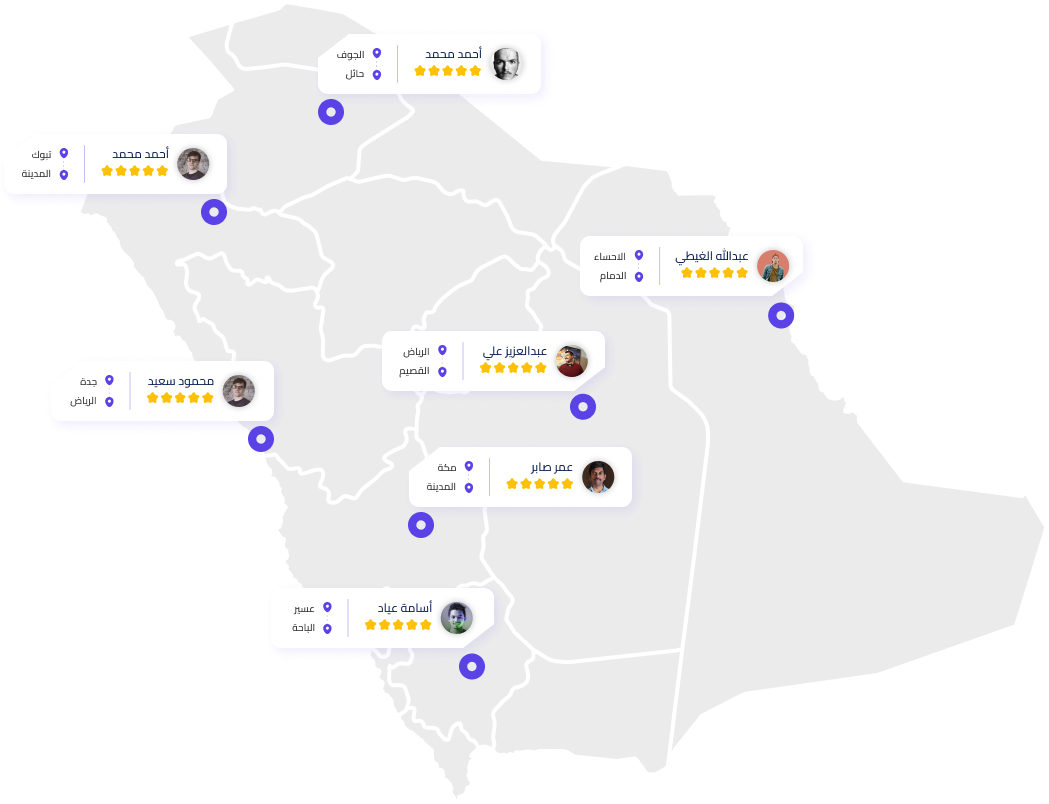 أحمد محمد
الجوف
حائل
أحمد محمد
تبوك
المدينة
عبدالله الغيطي
الاحساء
الدمام
عبدالعزيز علي
الرياض
القصيم
محمود سعيد
جدة
الرياض
عمر صابر
مكة
المدينة
أسامة عياد
عسير
الباحة